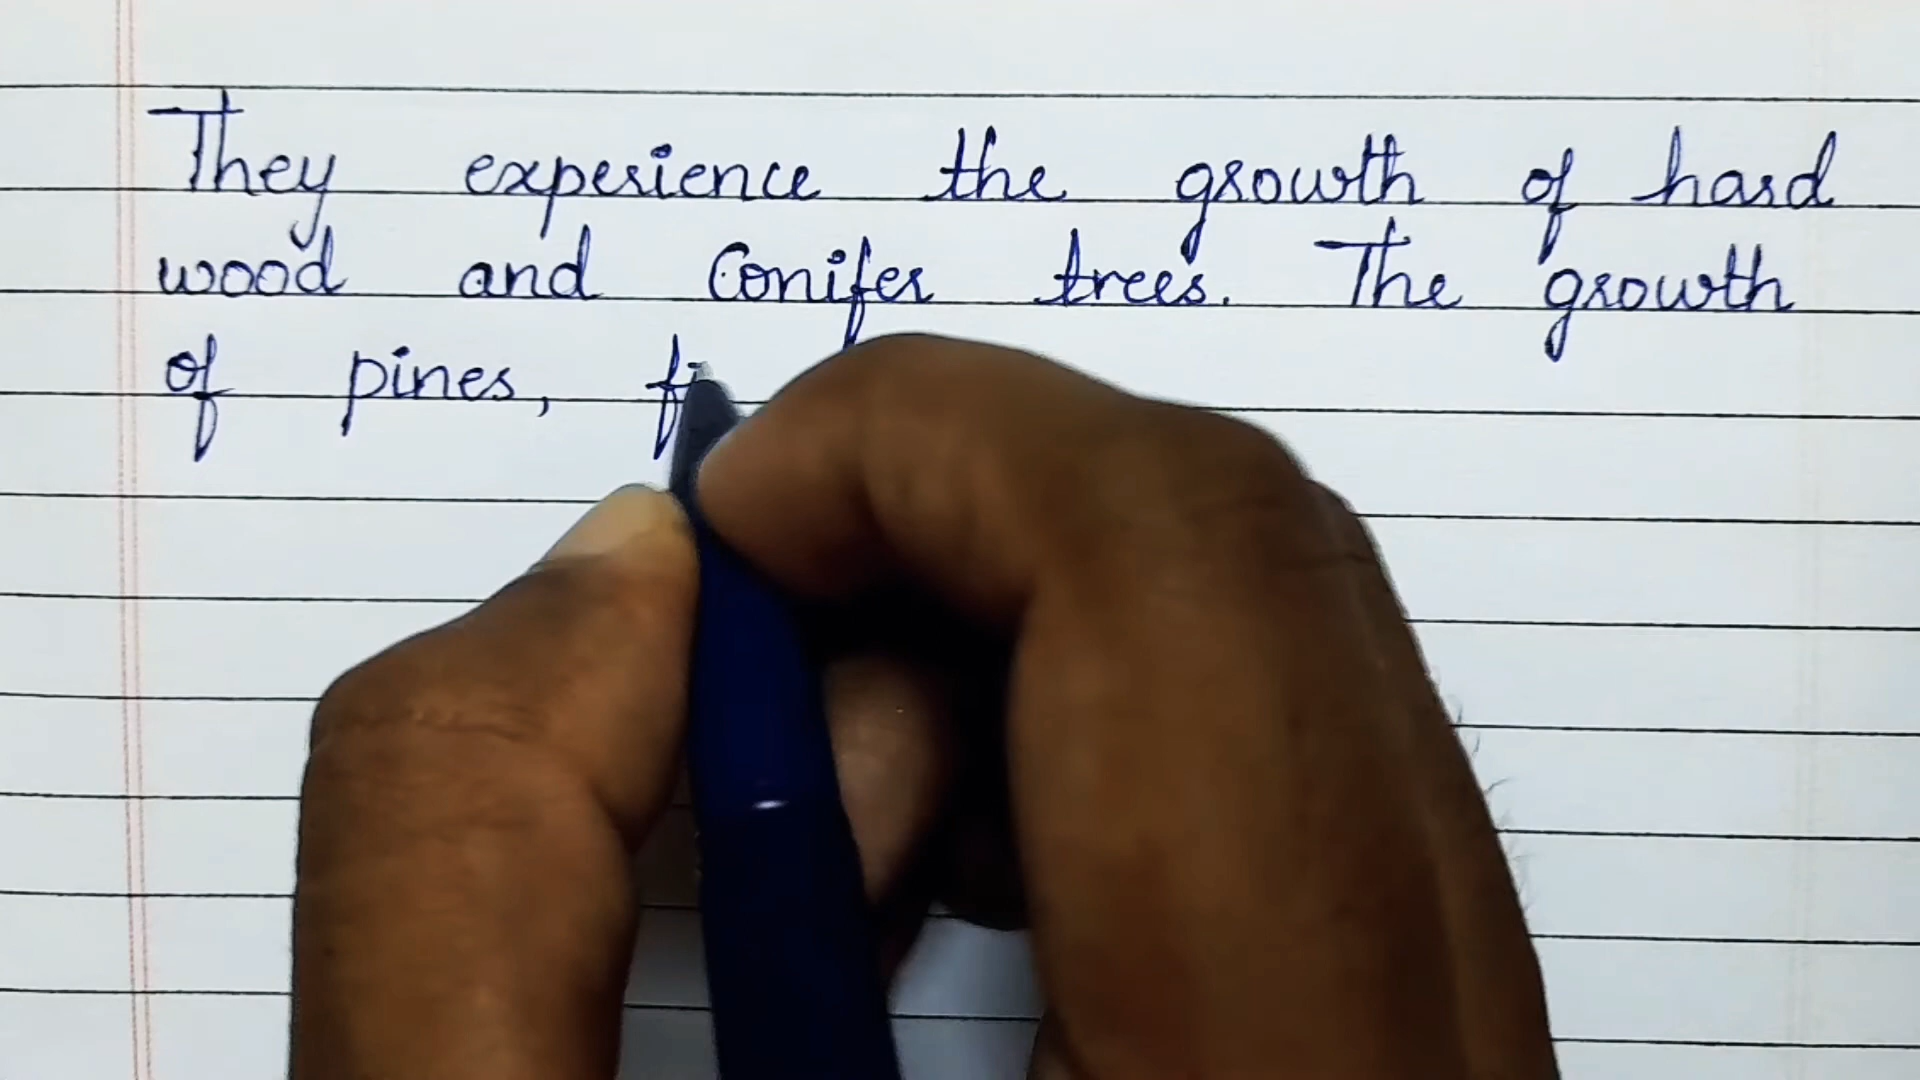 They experience the growth of hard
wood and Conifer trees. The growth
of pines,